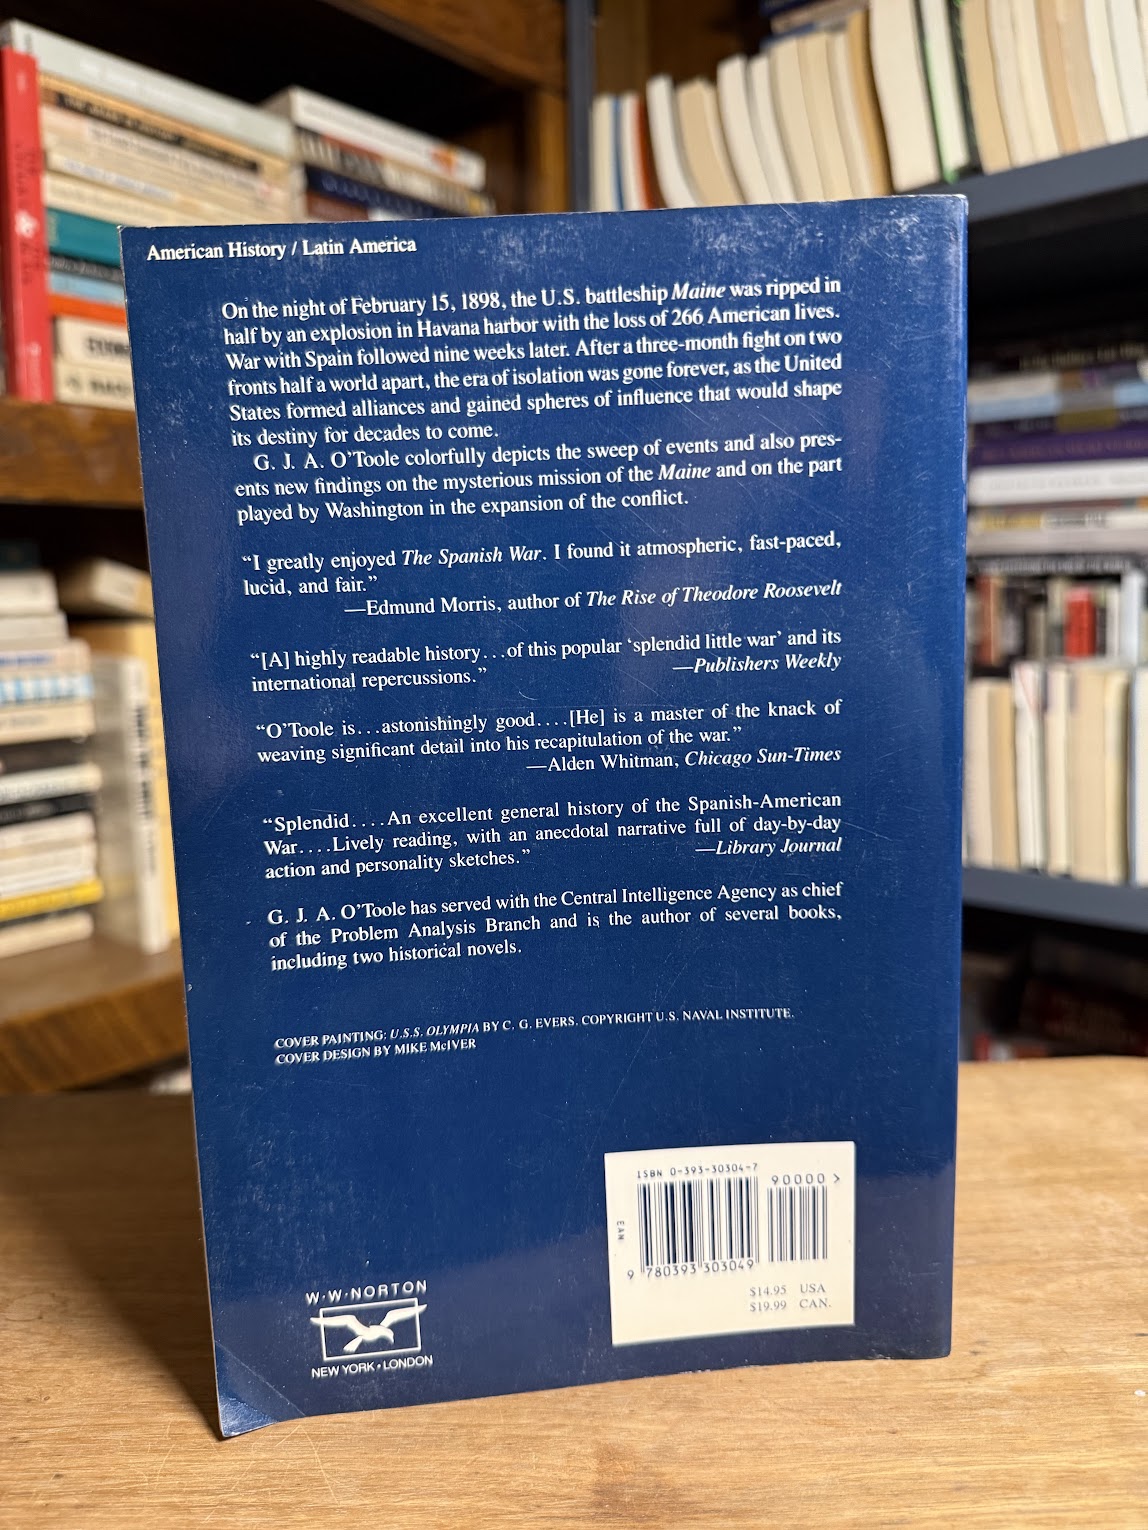 American History / Latin America
On the night of February 15, 1898, the U.S. battleship Maine was ripped in
half by an explosion in Havana harbor with the loss of 266 American lives.
War with Spain followed nine weeks later. After a three-month fight on two
fronts half a world apart, the era of isolation was gone forever, as the United
States formed alliances and gained spheres of influence that would shape
its destiny for decades to come.
G. J. A. O'Toole colorfully depicts the sweep of events and also pres-
ents new findings on the mysterious mission of the Maine and on the part
played by Washington in the expansion of the conflict.
“I greatly enjoyed The Spanish War. I found it atmospheric, fast-paced,
lucid, and fair.”
—Edmund Morris, author of The Rise of Theodore Roosevelt
“[A] highly readable history...of this popular ‘splendid little war’ and its
international repercussions.” —Publishers Weekly
“O'Toole is...astonishingly good....[He] is a master of the knack of
weaving significant detail into his recapitulation of the war.”
—Alden Whitman, Chicago Sun-Times
“Splendid....An excellent general history of the Spanish-American
War....Lively reading, with an anecdotal narrative full of day-by-day
action and personality sketches.” —Library Journal
G. J. A. O'Toole has served with the Central Intelligence Agency as chief
of the Problem Analysis Branch and is the author of several books,
including two historical novels.
COVER PAINTING: U.S.S. OLYMPIA BY C. G. EVERS. COPYRIGHT U.S. NAVAL INSTITUTE.
COVER DESIGN BY MIKE McIVER
ISBN 0-393-30304-7
90000>
EAN
9 780393 303049
$14.95 USA
$19.99 CAN.
W·W·NORTON
NEW YORK • LONDON